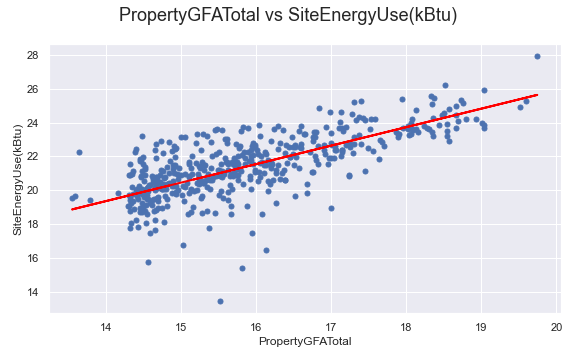 PropertyGFATotal vs SiteEnergyUse(kBtu)
28
26
24
22
20
18
16
14
SiteEnergyUse(kBtu)
14 15 16 17 18 19 20
PropertyGFATotal